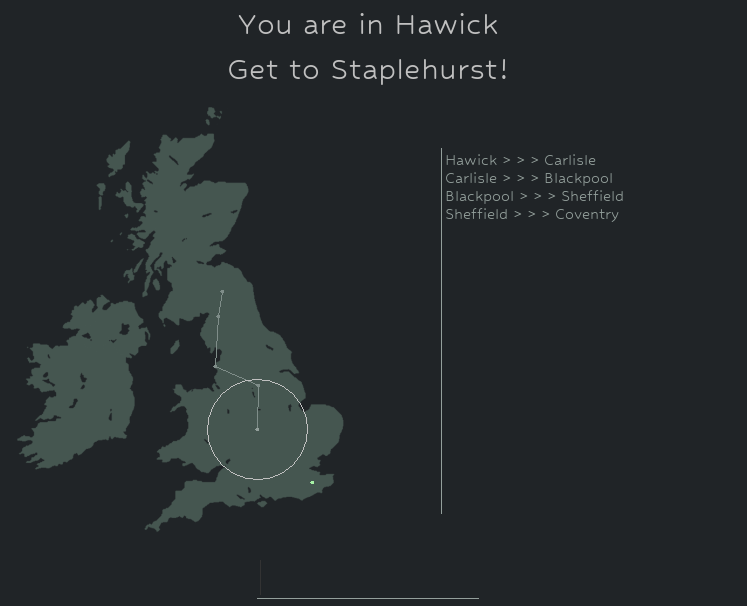 You are in Hawick
Get to Staplehurst!
Hawick > > > Carlisle
Carlisle > > > Blackpool
Blackpool > > > Sheffield
Sheffield > > > Coventry